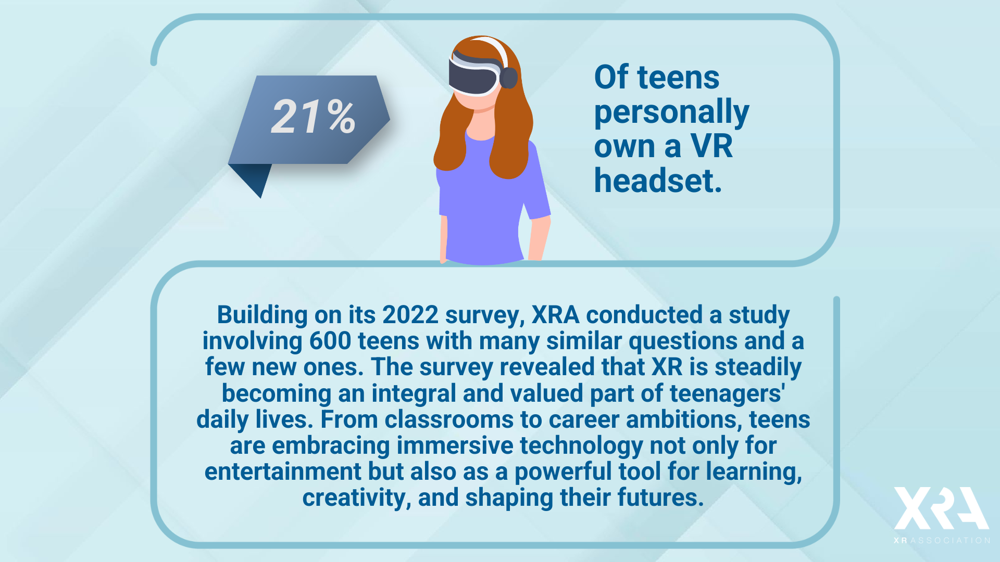 21%
Of teens
personally
own a VR
headset.
Building on its 2022 survey, XRA conducted a study
involving 600 teens with many similar questions and a
few new ones. The survey revealed that XR is steadily
becoming an integral and valued part of teenagers'
daily lives. From classrooms to career ambitions, teens
are embracing immersive technology not only for
entertainment but also as a powerful tool for learning,
creativity, and shaping their futures.
XRA
XR ASSOCIATION